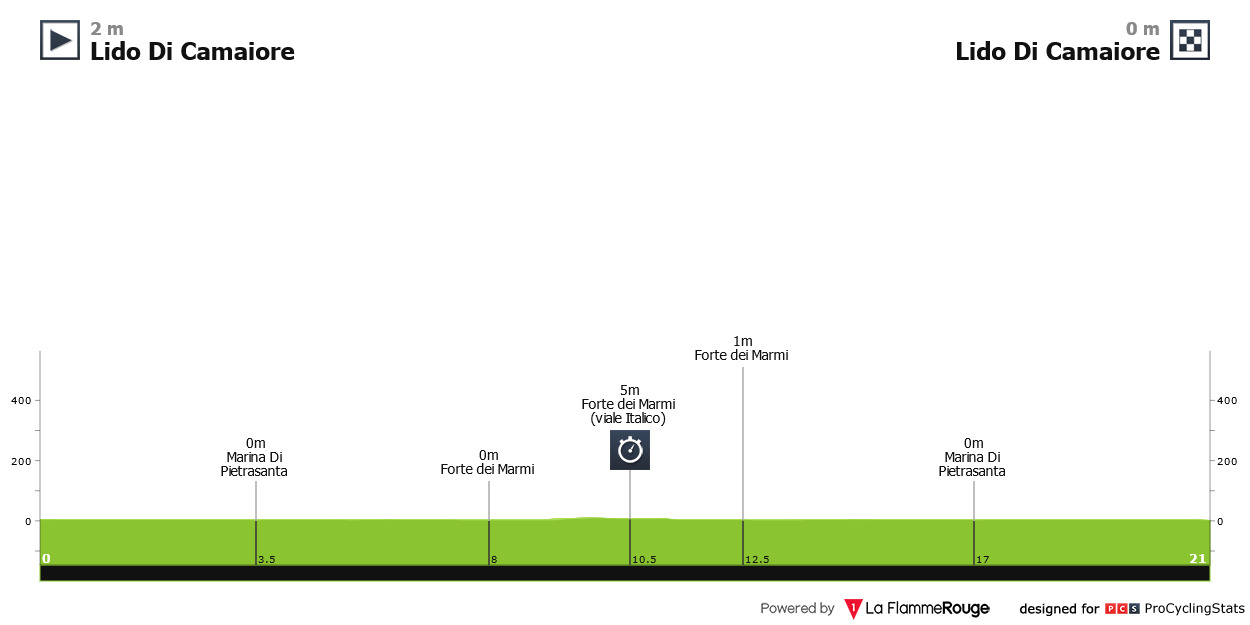 2 m
Lido Di Camaiore
0 m
Lido Di Camaiore
1m
Forte dei Marmi
5m
Forte dei Marmi
(viale Italico)
0m
Marina Di
Pietrasanta
0m
Forte dei Marmi
0m
Marina Di
Pietrasanta
400
200
0
400
200
0
0
3.5
8
10.5
12.5
17
21
Powered by
1
La FlammeRouge
designed for
PCS
ProCyclingStats